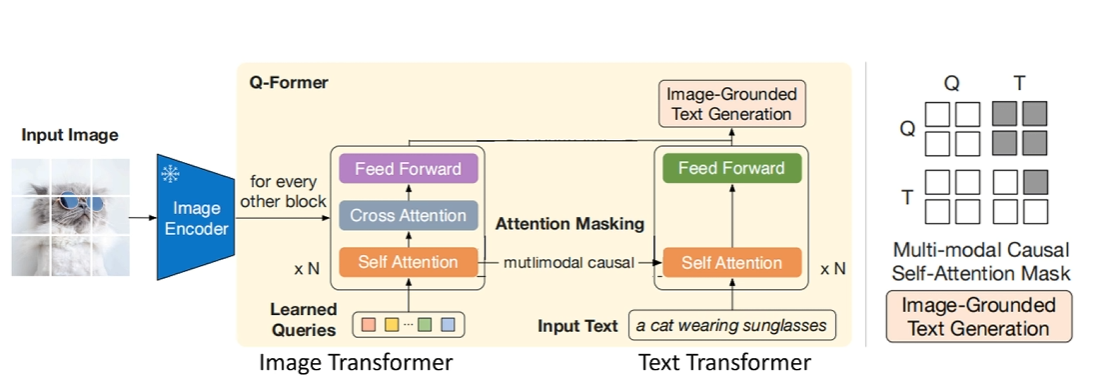 Q-Former
Input Image
Image
Encoder
for every
other block
Feed Forward
Cross Attention
Self Attention
x N
Learned
Queries
...
Image Transformer
Attention Masking
mutlimodal causal
Image-Grounded
Text Generation
Feed Forward
Self Attention
x N
Input Text
a cat wearing sunglasses
Text Transformer
Q T
Q
T
Multi-modal Causal
Self-Attention Mask
Image-Grounded
Text Generation